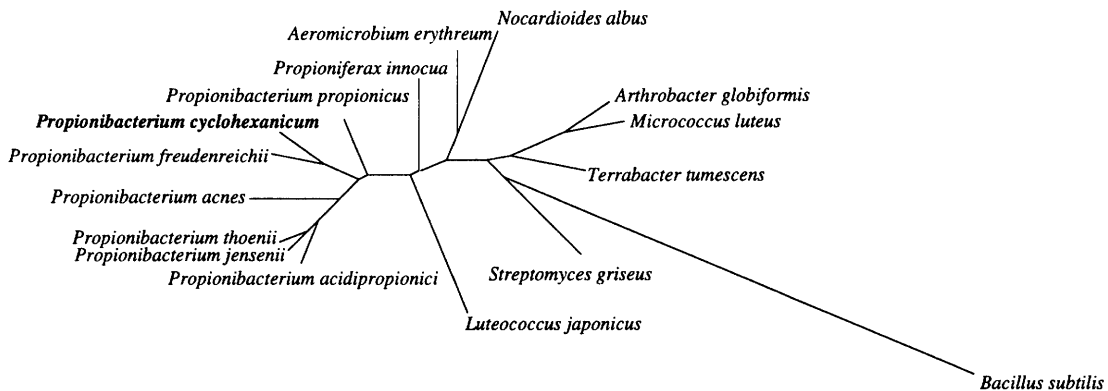 Nocardioides albus
Aeromicrobium erythreum
Propioniferax innocua
Propionibacterium propionicus
Arthrobacter globiformis
Propionibacterium cyclohexanicum
Micrococcus luteus
Propionibacterium freudenreichii
Terrabacter tumescens
Propionibacterium acnes
Propionibacterium thoenii
Propionibacterium jensenii
Propionibacterium acidipropionici
Streptomyces griseus
Luteococcus japonicus
Bacillus subtilis